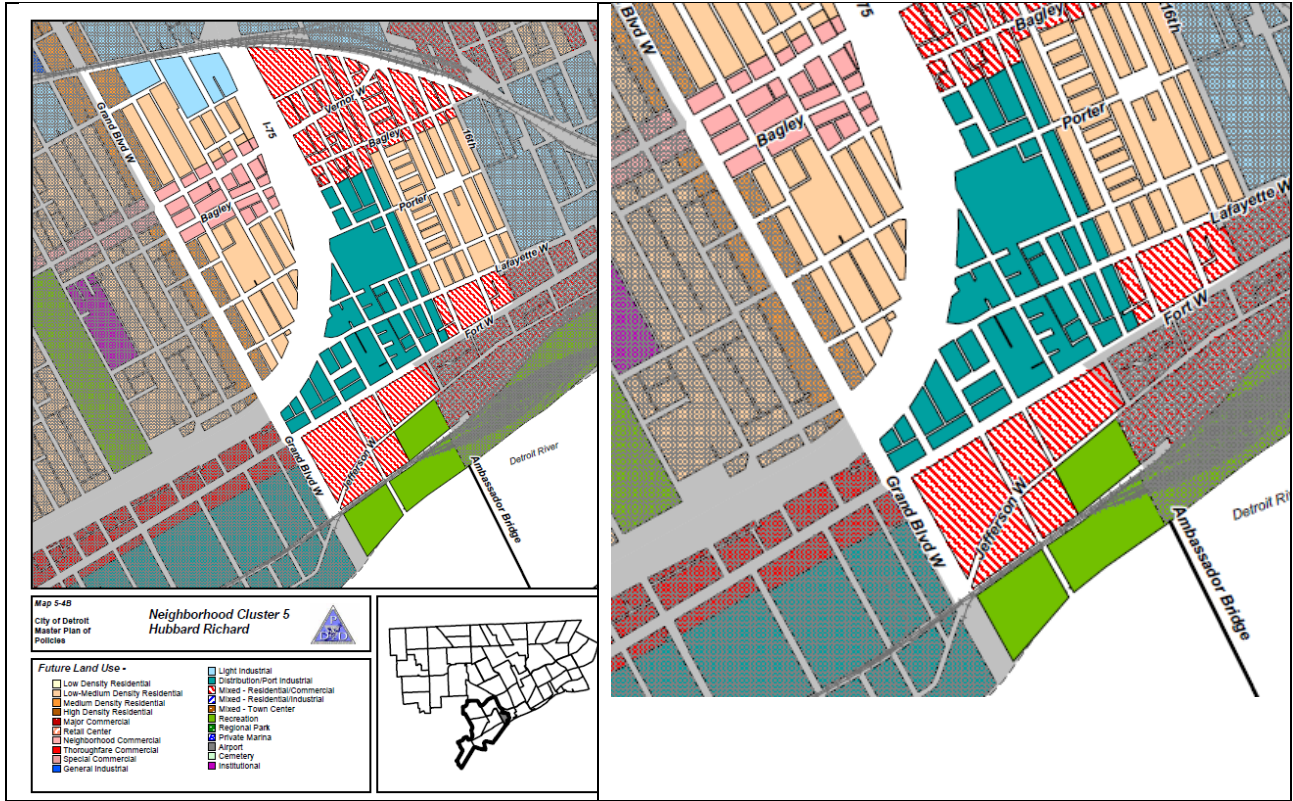 Grand Blvd W
I-75
Vernor W
Bagley
16th
Bagley
Porter
Lafayette W
Fort W
Grand Blvd W
Jefferson W
Ambassador Bridge
Detroit River
Map 5-4B
City of Detroit
Master Plan of
Policies
Neighborhood Cluster 5
Hubbard Richard
P
Future Land Use -
Low Density Residential
Low-Medium Density Residential
Medium Density Residential
High Density Residential
Major Commercial
Retail Center
Neighborhood Commercial
Thoroughfare Commercial
Special Commercial
General Industrial
Light Industrial
Distribution/Port Industrial
Mixed - Residential/Commercial
Mixed - Residential/Industrial
Mixed - Town Center
Recreation
Regional Park
Private Marina
Airport
Cemetery
Institutional
Blvd W
75
Bagley
16th
Bagley
Porter
Lafayette W
Fort W
Grand Blvd W
Jefferson W
Ambassador Bridge
Detroit Ri